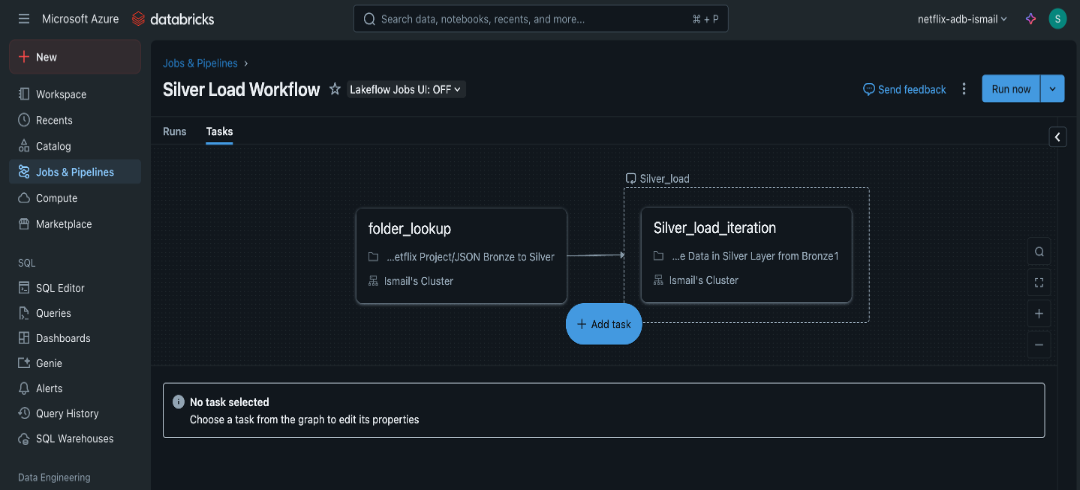 Microsoft Azure databricks Search data, notebooks, recents, and more... ⌘ + P netflix-adb-ismail S
+ New
Workspace
Recents
Catalog
Jobs & Pipelines
Compute
Marketplace
SQL
SQL Editor
Queries
Dashboards
Genie
Alerts
Query History
SQL Warehouses
Data Engineering
Jobs & Pipelines ›
Silver Load Workflow Lakeflow Jobs UI: OFF
Send feedback Run now
Runs Tasks
folder_lookup
...etflix Project/JSON Bronze to Silver
Ismail's Cluster
Silver_load
Silver_load_iteration
...e Data in Silver Layer from Bronze1
Ismail's Cluster
+ Add task
No task selected
Choose a task from the graph to edit its properties